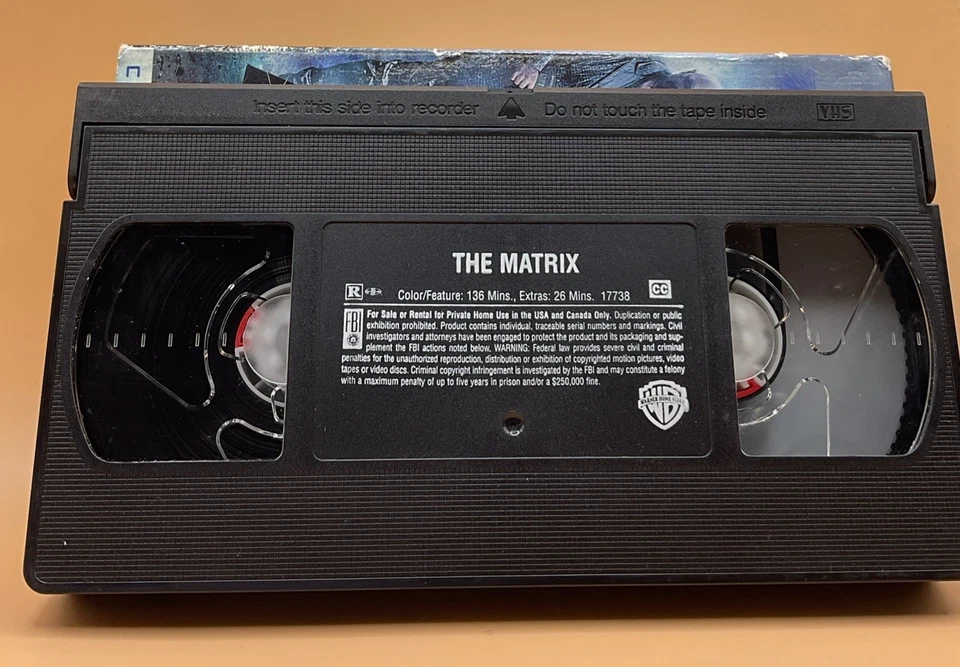 Insert this side into recorder Do not touch the tape inside VHS
THE MATRIX
R Color/Feature: 136 Mins., Extras: 26 Mins. 17738 CC
FBI
For Sale or Rental for Private Home Use in the USA and Canada Only. Duplication or public
exhibition prohibited. Product contains individual, traceable serial numbers and markings. Civil
investigators and attorneys have been engaged to protect the product and its packaging and sup-
plement the FBI actions noted below. WARNING: Federal law provides severe civil and criminal
penalties for the unauthorized reproduction, distribution or exhibition of copyrighted motion pictures, video
tapes or video discs. Criminal copyright infringement is investigated by the FBI and may constitute a felony
with a maximum penalty of up to five years in prison and/or a $250,000 fine.
WARNER HOME VIDEO